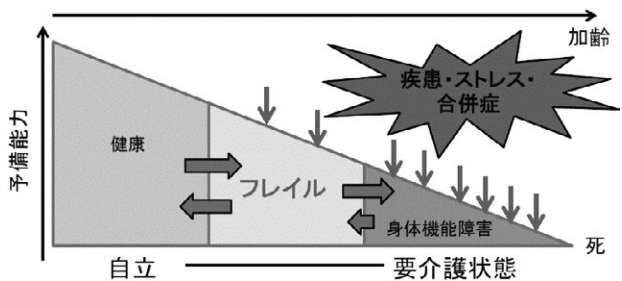 加齢
疾患・ストレス・
合併症
予備能力
健康
フレイル
身体機能障害
死
自立
要介護状態